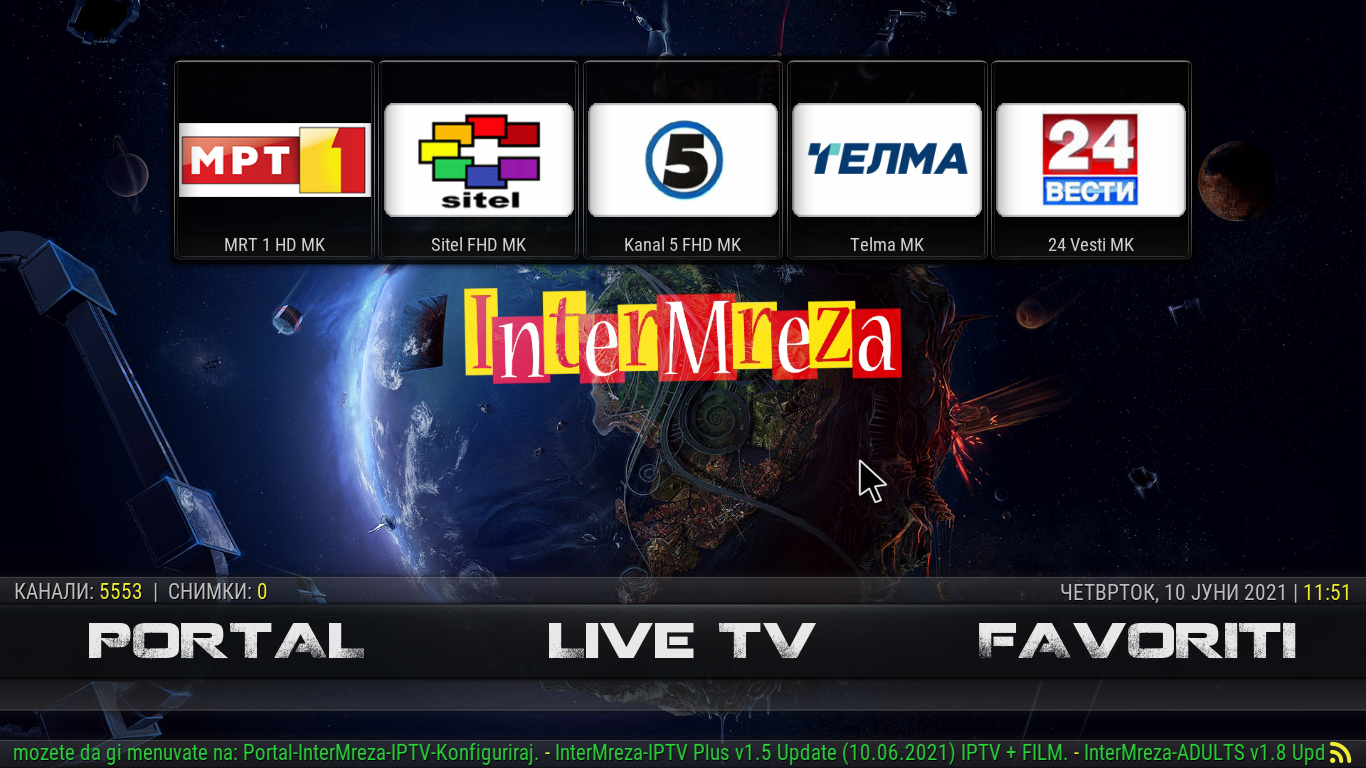 МРТ 1
sitel
5
ТЕЛМА
24
ВЕСТИ
MRT 1 HD MK
Sitel FHD MK
Kanal 5 FHD MK
Telma MK
24 Vesti MK
InterMreza
КАНАЛИ: 5553 | СНИМКИ: 0
ЧЕТВРТОК, 10 ЈУНИ 2021 | 11:51
PORTAL
LIVE TV
FAVORITI
mozete da gi menuvate na: Portal-InterMreza-IPTV-Konfiguriraj. - InterMreza-IPTV Plus v1.5 Update (10.06.2021) IPTV + FILM. - InterMreza-ADULTS v1.8 Upd